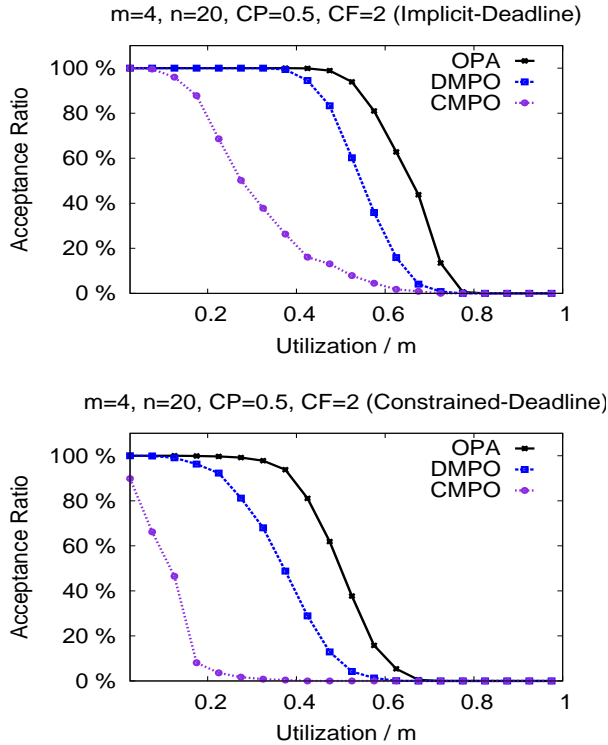 m=4, n=20, CP=0.5, CF=2 (Implicit-Deadline)
OPA
DMPO
CMPO
100 %
80 %
60 %
40 %
20 %
0 %
Acceptance Ratio
0.2 0.4 0.6 0.8 1
Utilization / m
m=4, n=20, CP=0.5, CF=2 (Constrained-Deadline)
OPA
DMPO
CMPO
100 %
80 %
60 %
40 %
20 %
0 %
Acceptance Ratio
0.2 0.4 0.6 0.8 1
Utilization / m